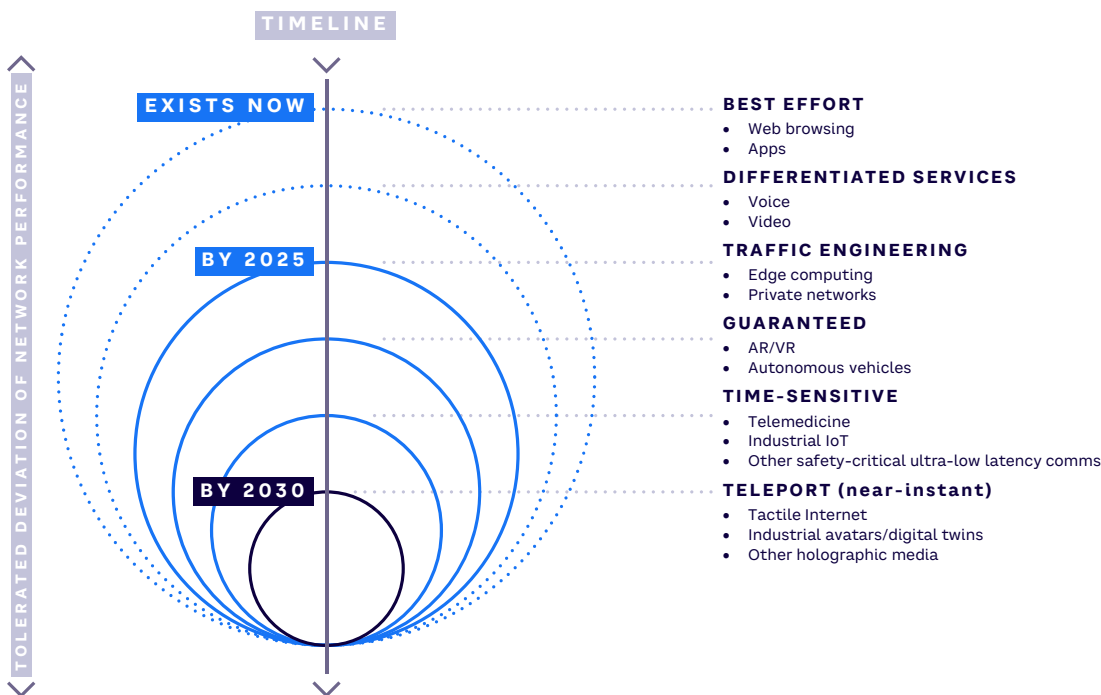 TIMELINE
TOLERATED DEVIATION OF NETWORK PERFORMANCE
EXISTS NOW
BY 2025
BY 2030
BEST EFFORT
• Web browsing
• Apps
DIFFERENTIATED SERVICES
• Voice
• Video
TRAFFIC ENGINEERING
• Edge computing
• Private networks
GUARANTEED
• AR/VR
• Autonomous vehicles
TIME-SENSITIVE
• Telemedicine
• Industrial IoT
• Other safety-critical ultra-low latency comms
TELEPORT (near-instant)
• Tactile Internet
• Industrial avatars/digital twins
• Other holographic media